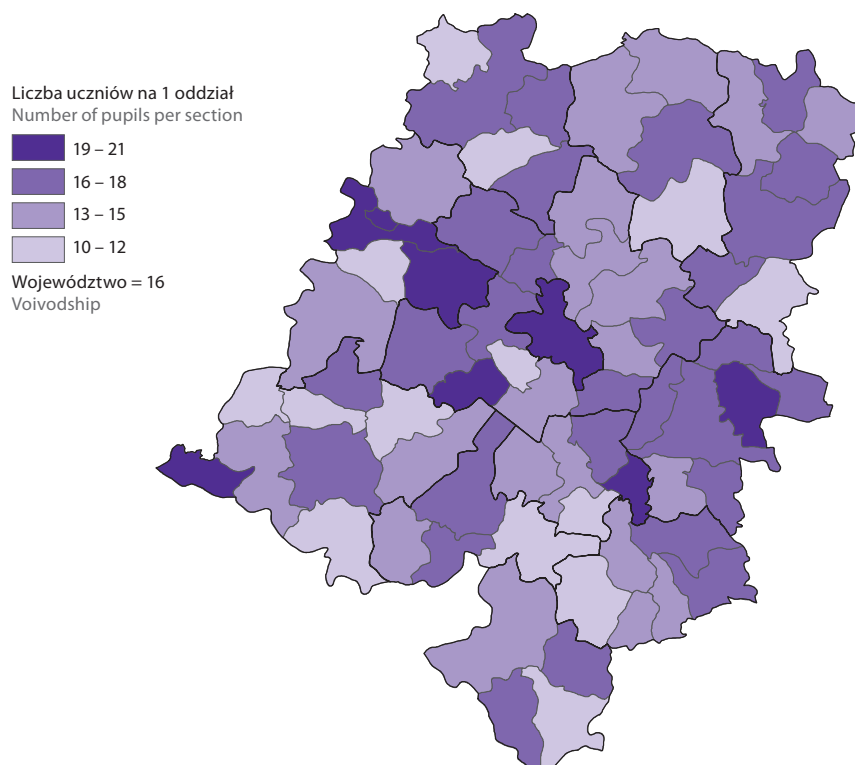 Liczba uczniów na 1 oddział
Number of pupils per section
19 – 21
16 – 18
13 – 15
10 – 12
Województwo = 16
Voivodship